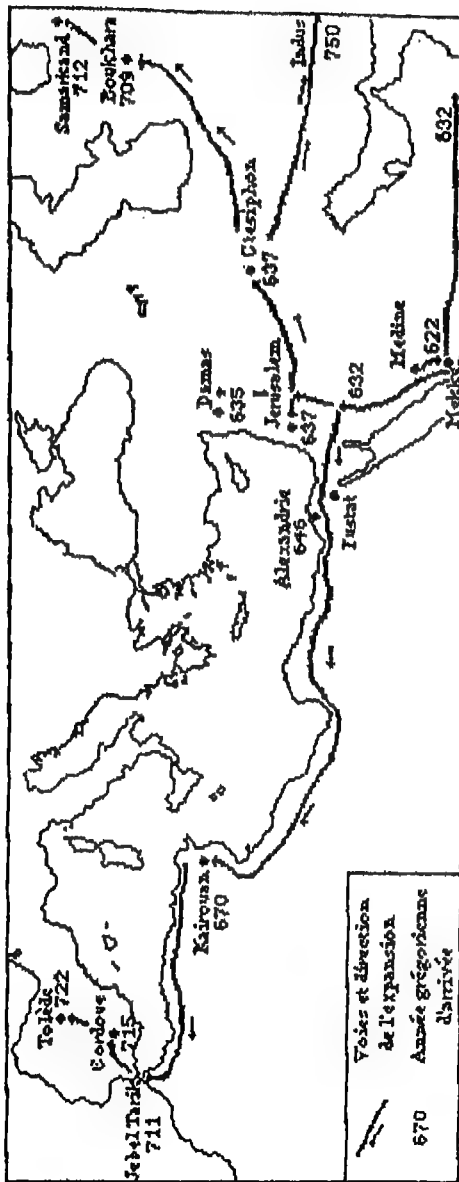 Samarkand
712
Boukhara
709
Indus
750
Ctesiphon
637
632
Damas
635
Jerusalem
637
632
Medine
622
Mekke
Alexandrie
646
Fustat
Kairouan
670
Tolède
722
Cordoue
715
Jebel Tarik
711
Voies et direction
de l'expansion
670 Année grégorienne
d'arrivée